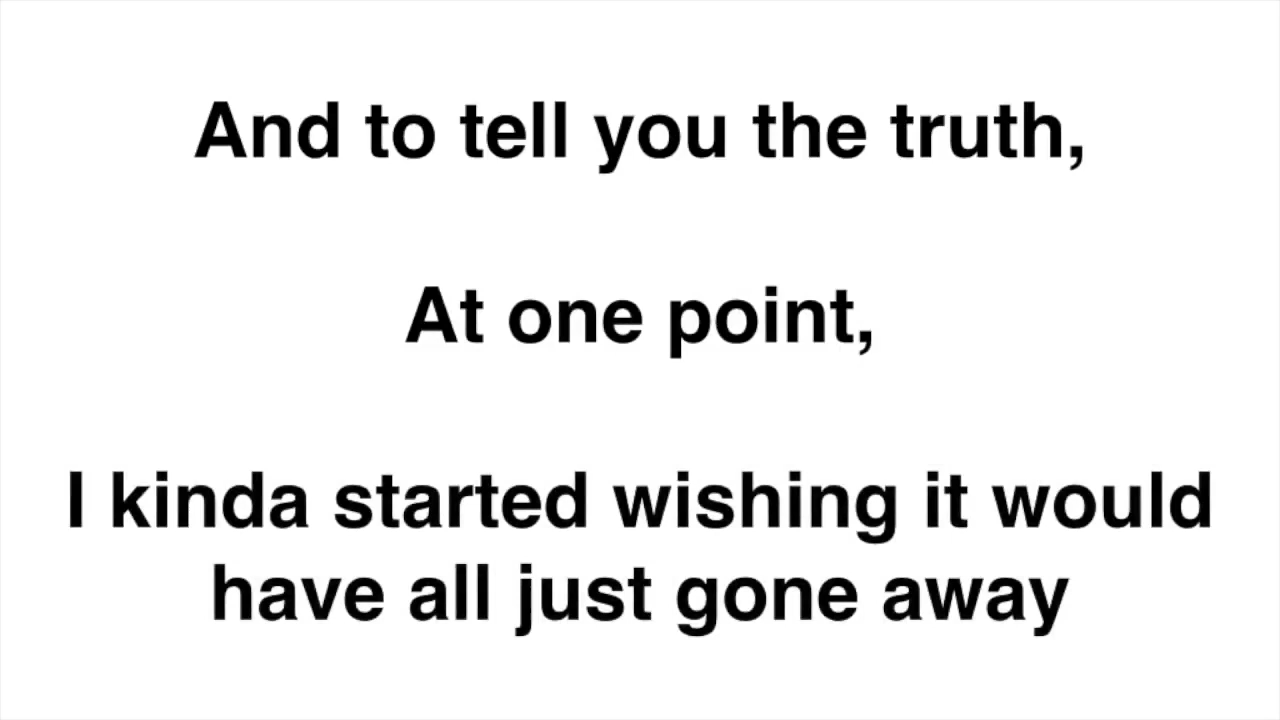 And to tell you the truth,
At one point,
I kinda started wishing it would
have all just gone away